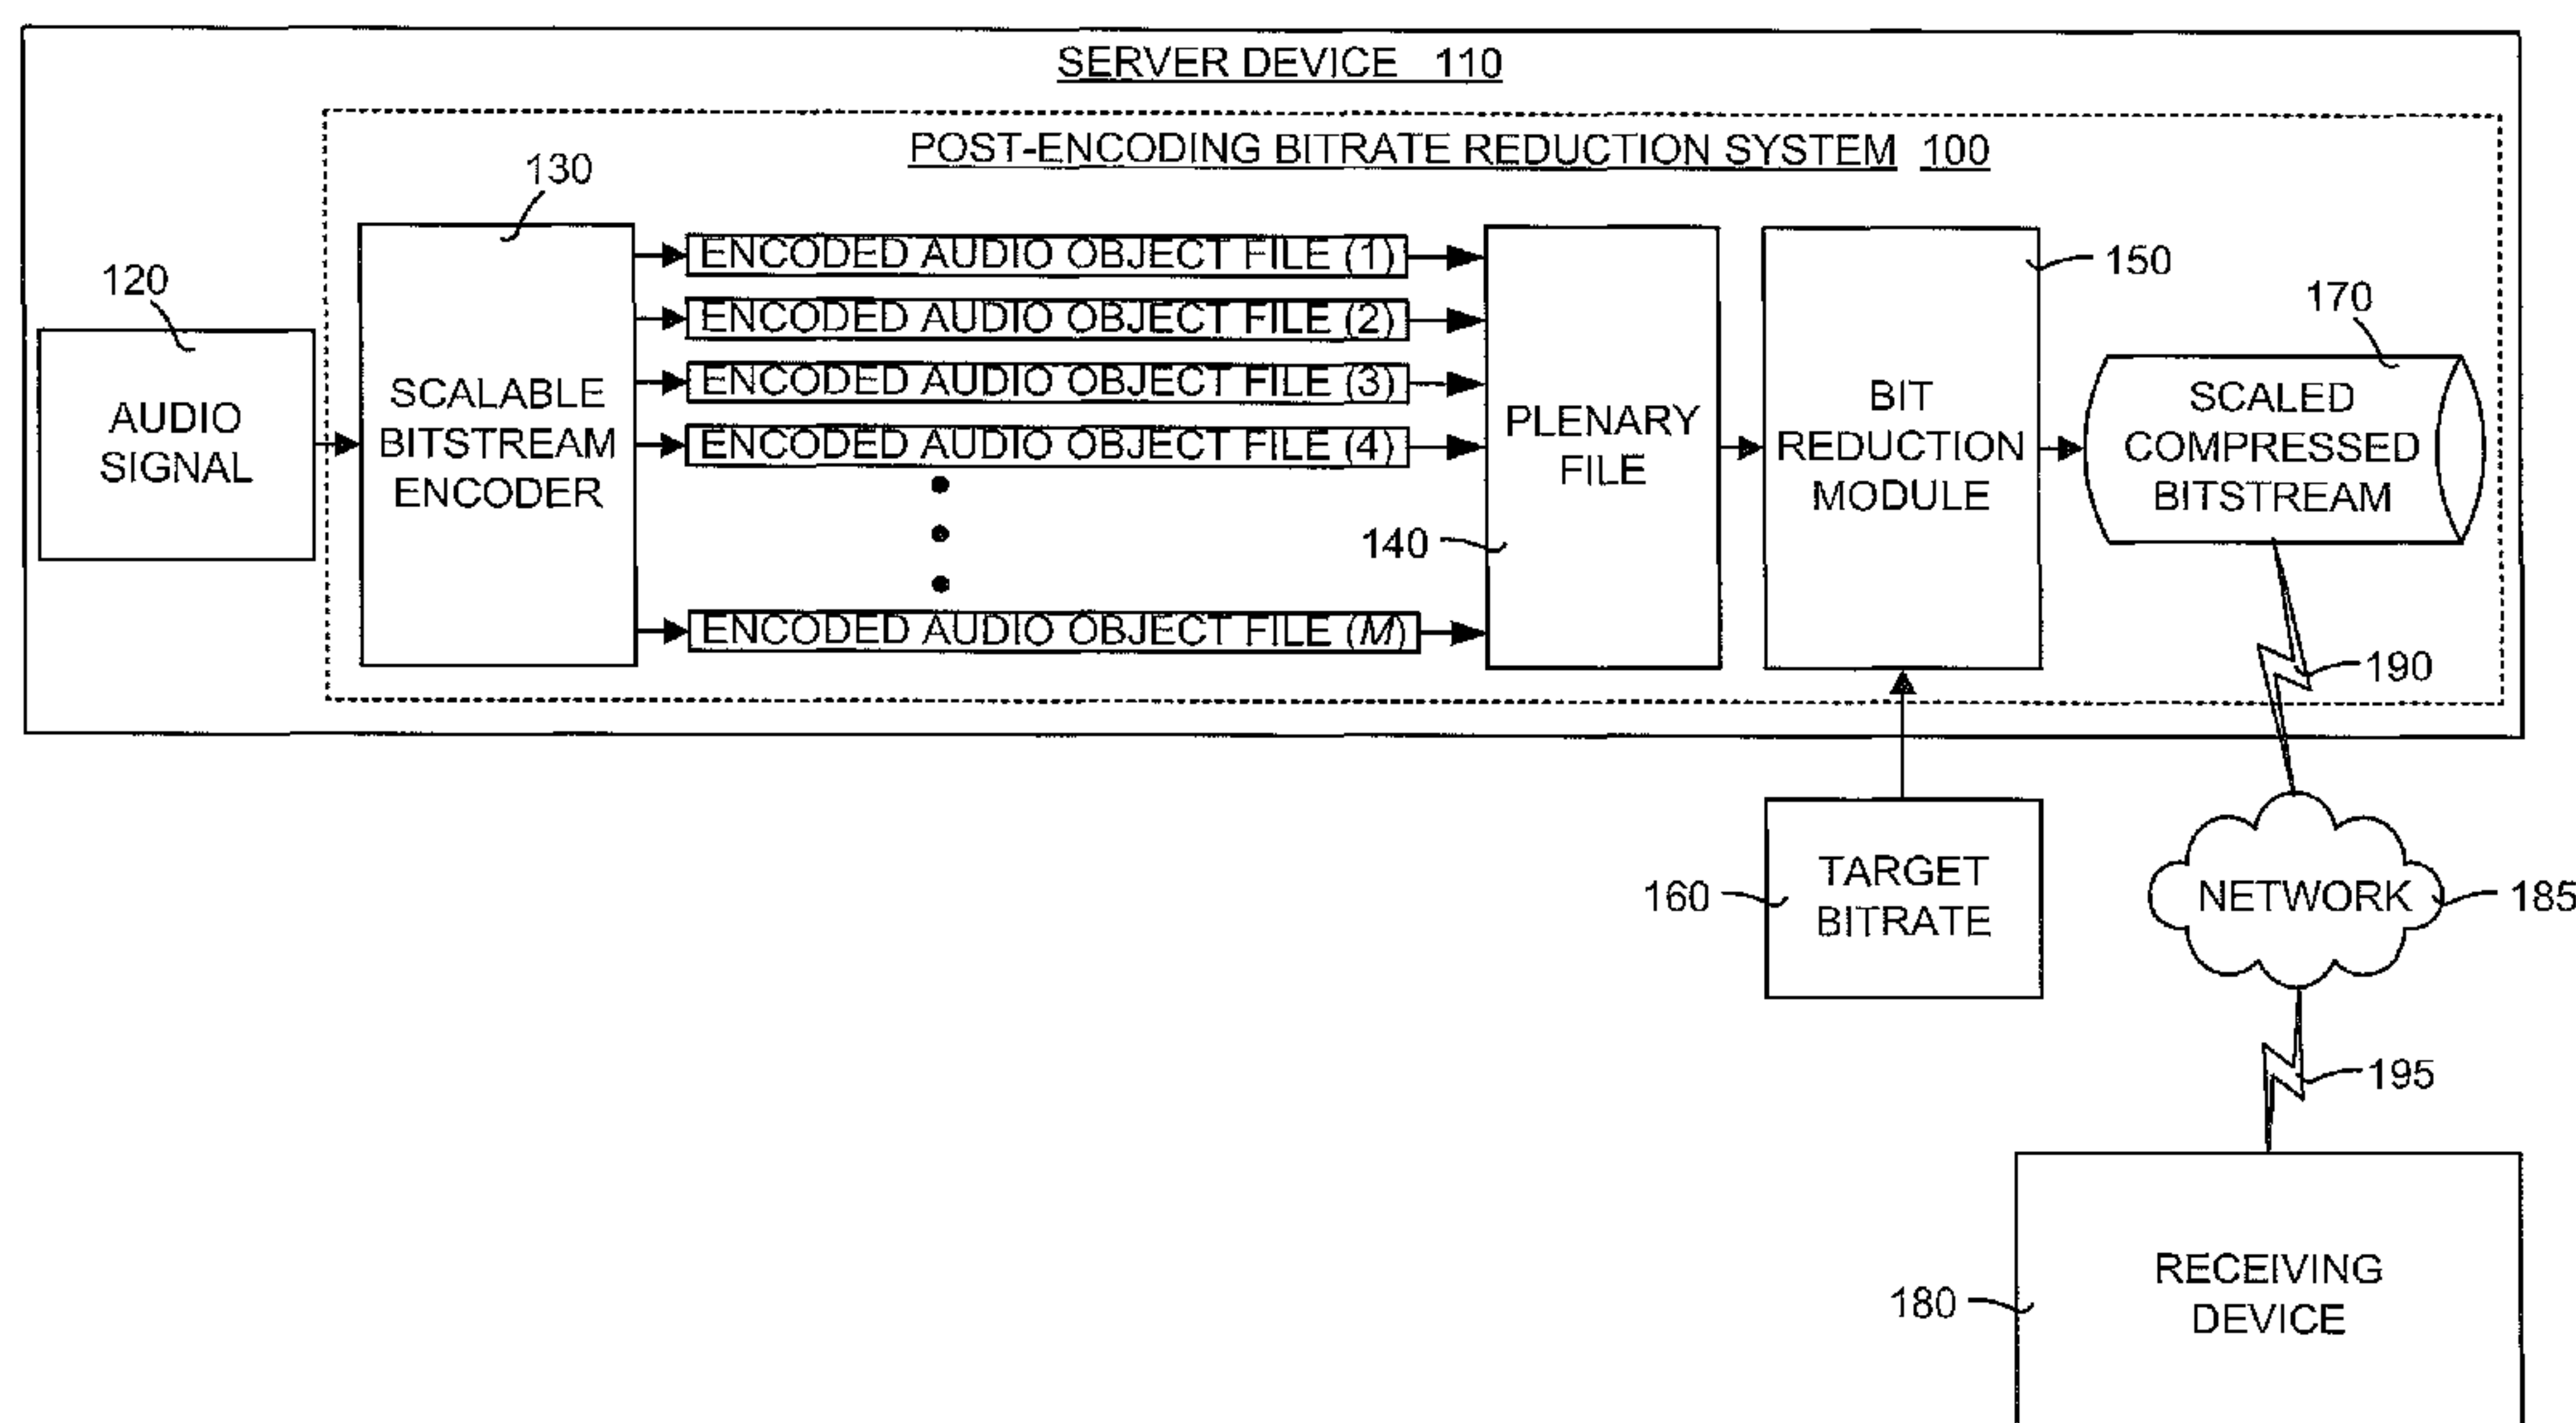 SERVER DEVICE 110
POST-ENCODING BITRATE REDUCTION SYSTEM 100
130
120
AUDIO
SIGNAL
SCALABLE
BITSTREAM
ENCODER
ENCODED AUDIO OBJECT FILE (1)
ENCODED AUDIO OBJECT FILE (2)
ENCODED AUDIO OBJECT FILE (3)
ENCODED AUDIO OBJECT FILE (4)
ENCODED AUDIO OBJECT FILE (M)
PLENARY
FILE
140
BIT
REDUCTION
MODULE
150
170
SCALED
COMPRESSED
BITSTREAM
190
160
TARGET
BITRATE
NETWORK
185
195
180
RECEIVING
DEVICE